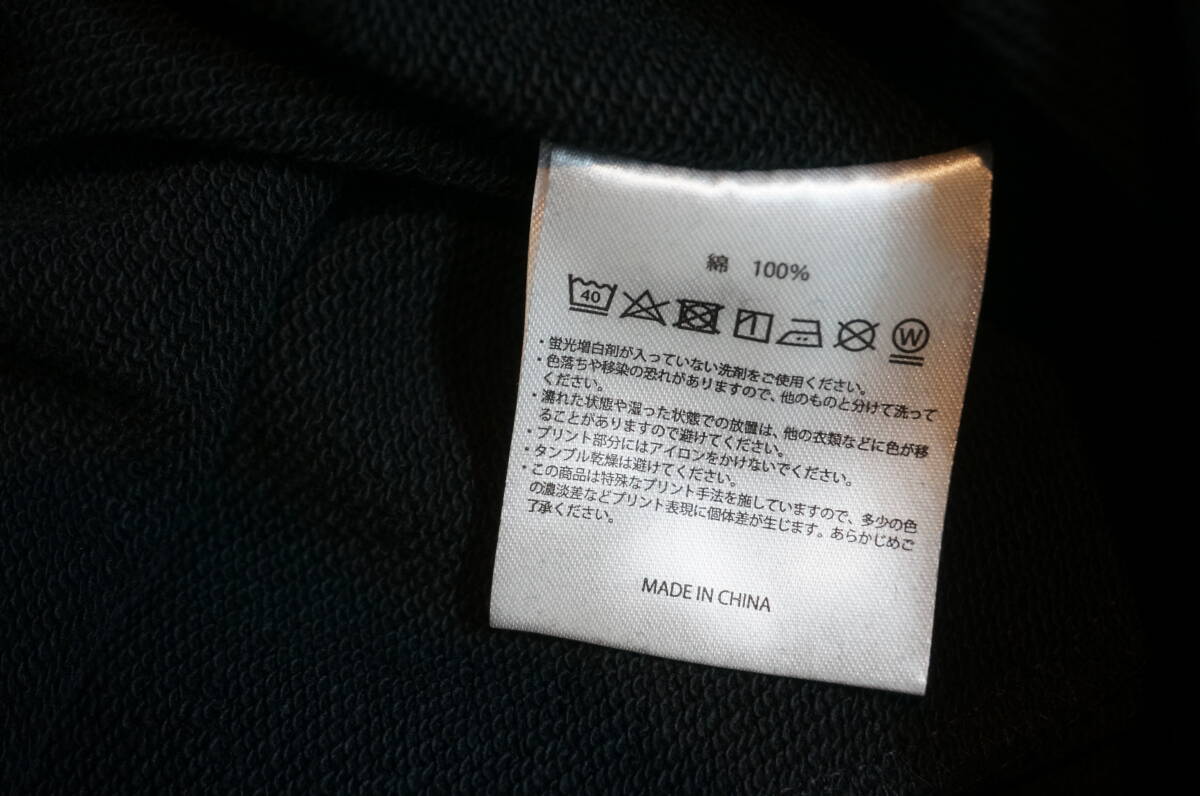 綿　100%
40 W
・蛍光増白剤が入っていない洗剤をご使用ください。
・色落ちや移染の恐れがありますので、他のものと分けて洗って
ください。
・濡れた状態や湿った状態での放置は、他の衣類などに色が移
ることがありますので避けてください。
・プリント部分にはアイロンをかけないでください。
・タンブル乾燥は避けてください。
・この商品は特殊なプリント手法を施していますので、多少の色
の濃淡差などプリント表現に個体差が生じます。あらかじめご
了承ください。
MADE IN CHINA